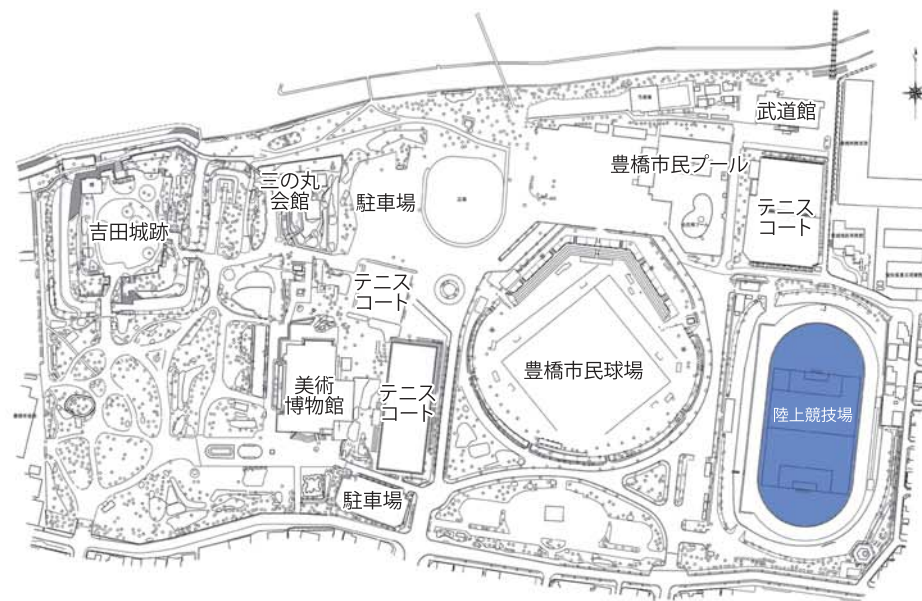 武道館
豊橋市民プール
三の丸
会館
駐車場
テニス
コート
吉田城跡
テニス
コート
豊橋市民球場
美術
博物館
テニス
コート
陸上競技場
駐車場